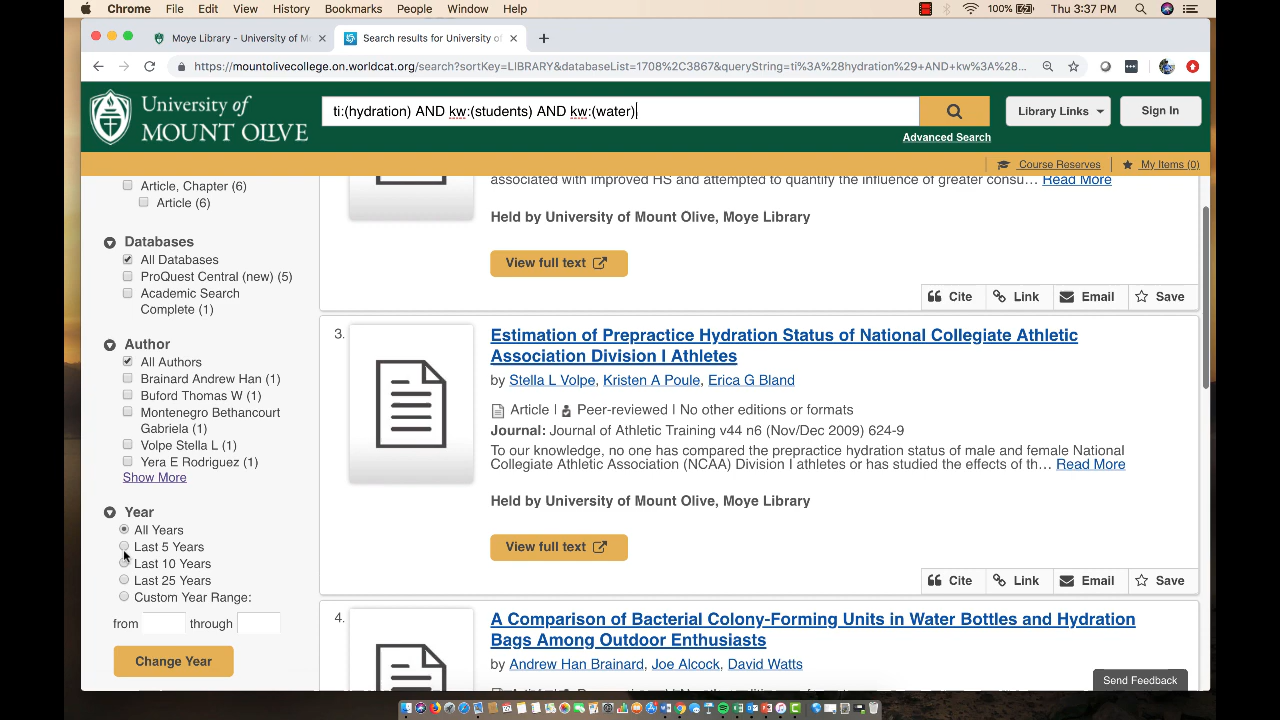 Chrome File Edit View History Bookmarks People Window Help 100% Thu 3:37 PM
Moye Library - University of M × Search results for University of ×
https://mountolivecollege.on.worldcat.org/search?sortKey=LIBRARY&databaseList=1708%2C3867&queryString=ti%3A%28hydration%29+AND+kw%3A%28...
University of
MOUNT OLIVE
ti:(hydration) AND kw:(students) AND kw:(water)
Library Links
Sign In
Advanced Search
Course Reserves
My Items (0)
Article, Chapter (6)
Article (6)
Databases
All Databases
ProQuest Central (new) (5)
Academic Search
Complete (1)
Author
All Authors
Brainard Andrew Han (1)
Buford Thomas W (1)
Montenegro Bethancourt
Gabriela (1)
Volpe Stella L (1)
Yera E Rodriguez (1)
Show More
Year
All Years
Last 5 Years
Last 10 Years
Last 25 Years
Custom Year Range:
from through
Change Year
associated with improved HS and attempted to quantify the influence of greater consu... Read More
Held by University of Mount Olive, Moye Library
View full text
Cite Link Email Save
3.
Estimation of Prepractice Hydration Status of National Collegiate Athletic
Association Division I Athletes
by Stella L Volpe, Kristen A Poule, Erica G Bland
Article | Peer-reviewed | No other editions or formats
Journal: Journal of Athletic Training v44 n6 (Nov/Dec 2009) 624-9
To our knowledge, no one has compared the prepractice hydration status of male and female National
Collegiate Athletic Association (NCAA) Division I athletes or has studied the effects of th... Read More
Held by University of Mount Olive, Moye Library
View full text
Cite Link Email Save
4.
A Comparison of Bacterial Colony-Forming Units in Water Bottles and Hydration
Bags Among Outdoor Enthusiasts
by Andrew Han Brainard, Joe Alcock, David Watts
Send Feedback